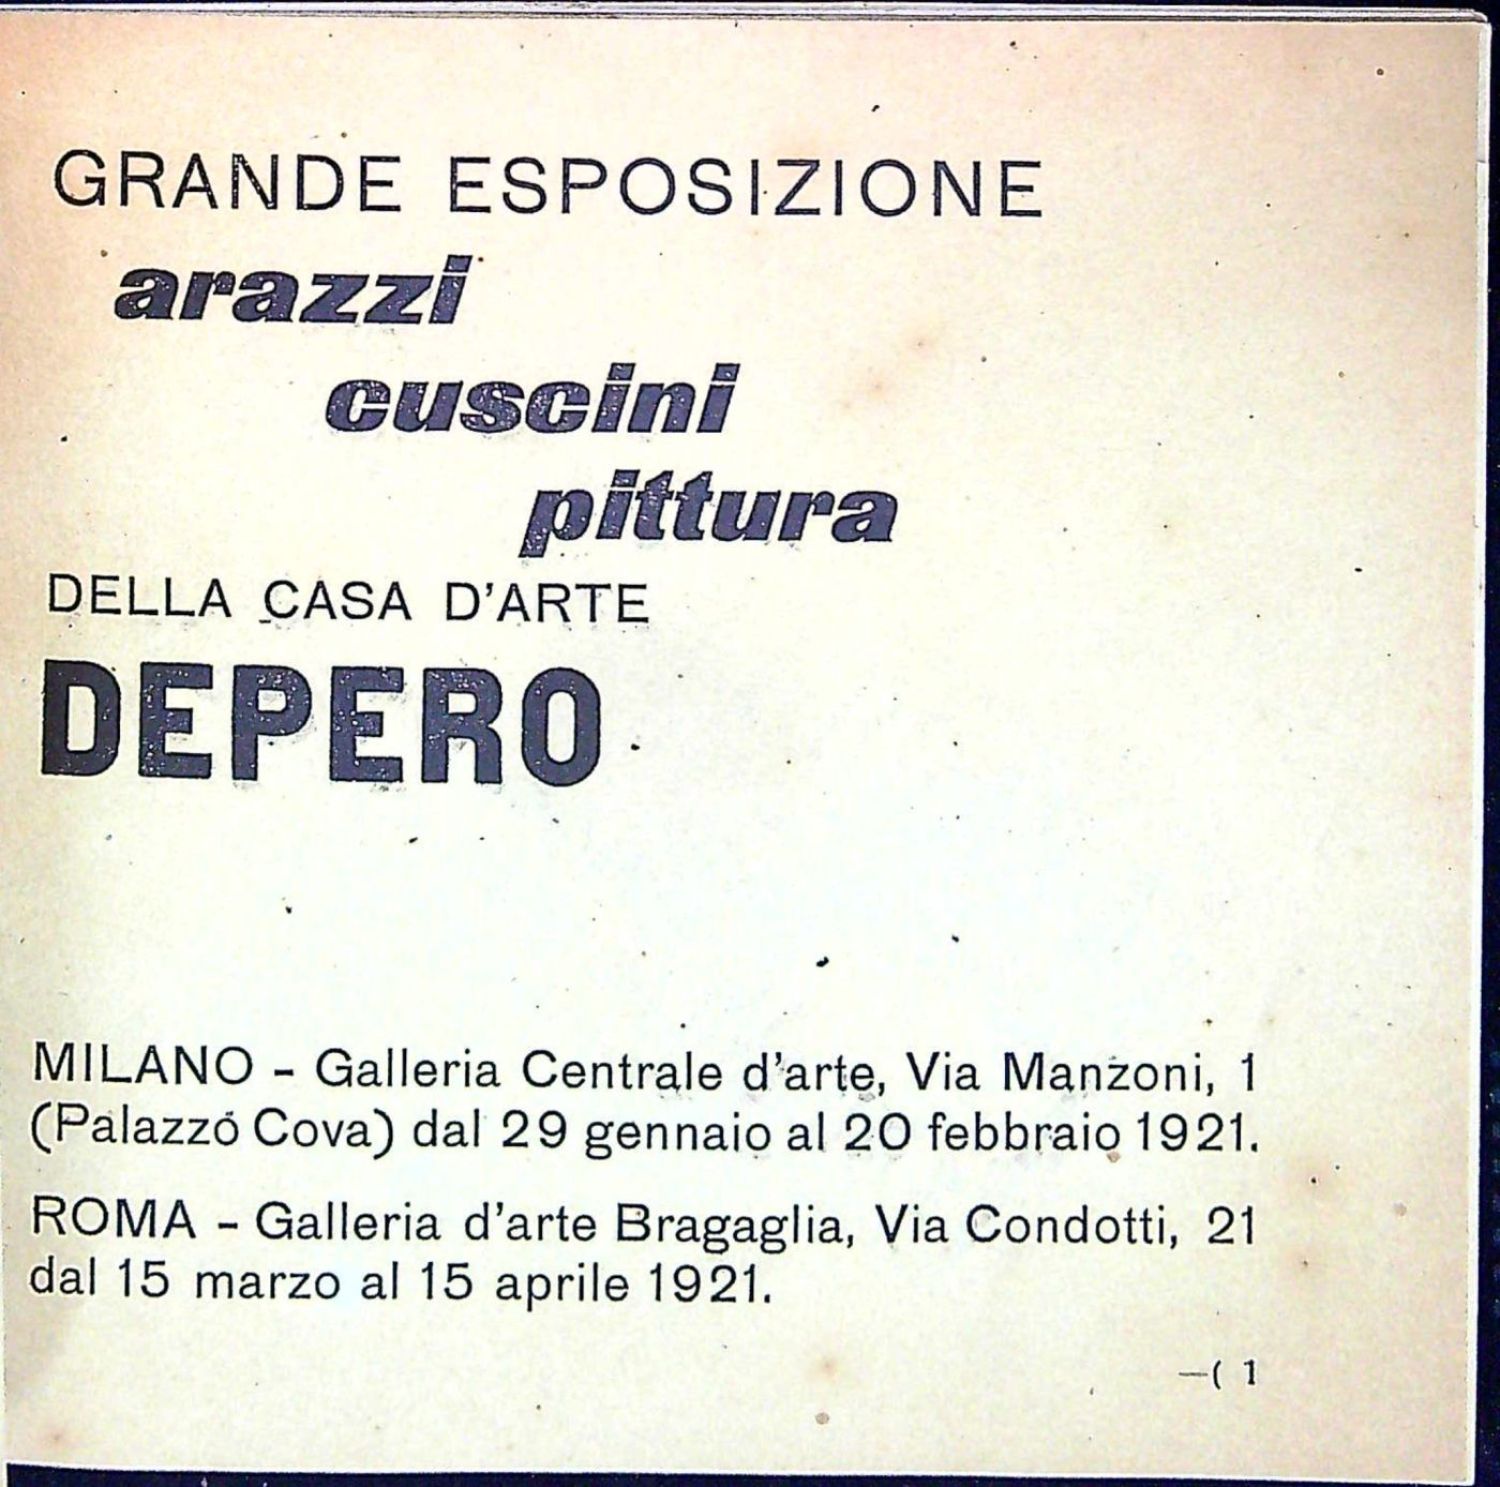 GRANDE ESPOSIZIONE
arazzi
cuscini
pittura
DELLA CASA D'ARTE
DEPERO
MILANO - Galleria Centrale d'arte, Via Manzoni, 1
(Palazzo Cova) dal 29 gennaio al 20 febbraio 1921.
ROMA - Galleria d'arte Bragaglia, Via Condotti, 21
dal 15 marzo al 15 aprile 1921.
—( 1